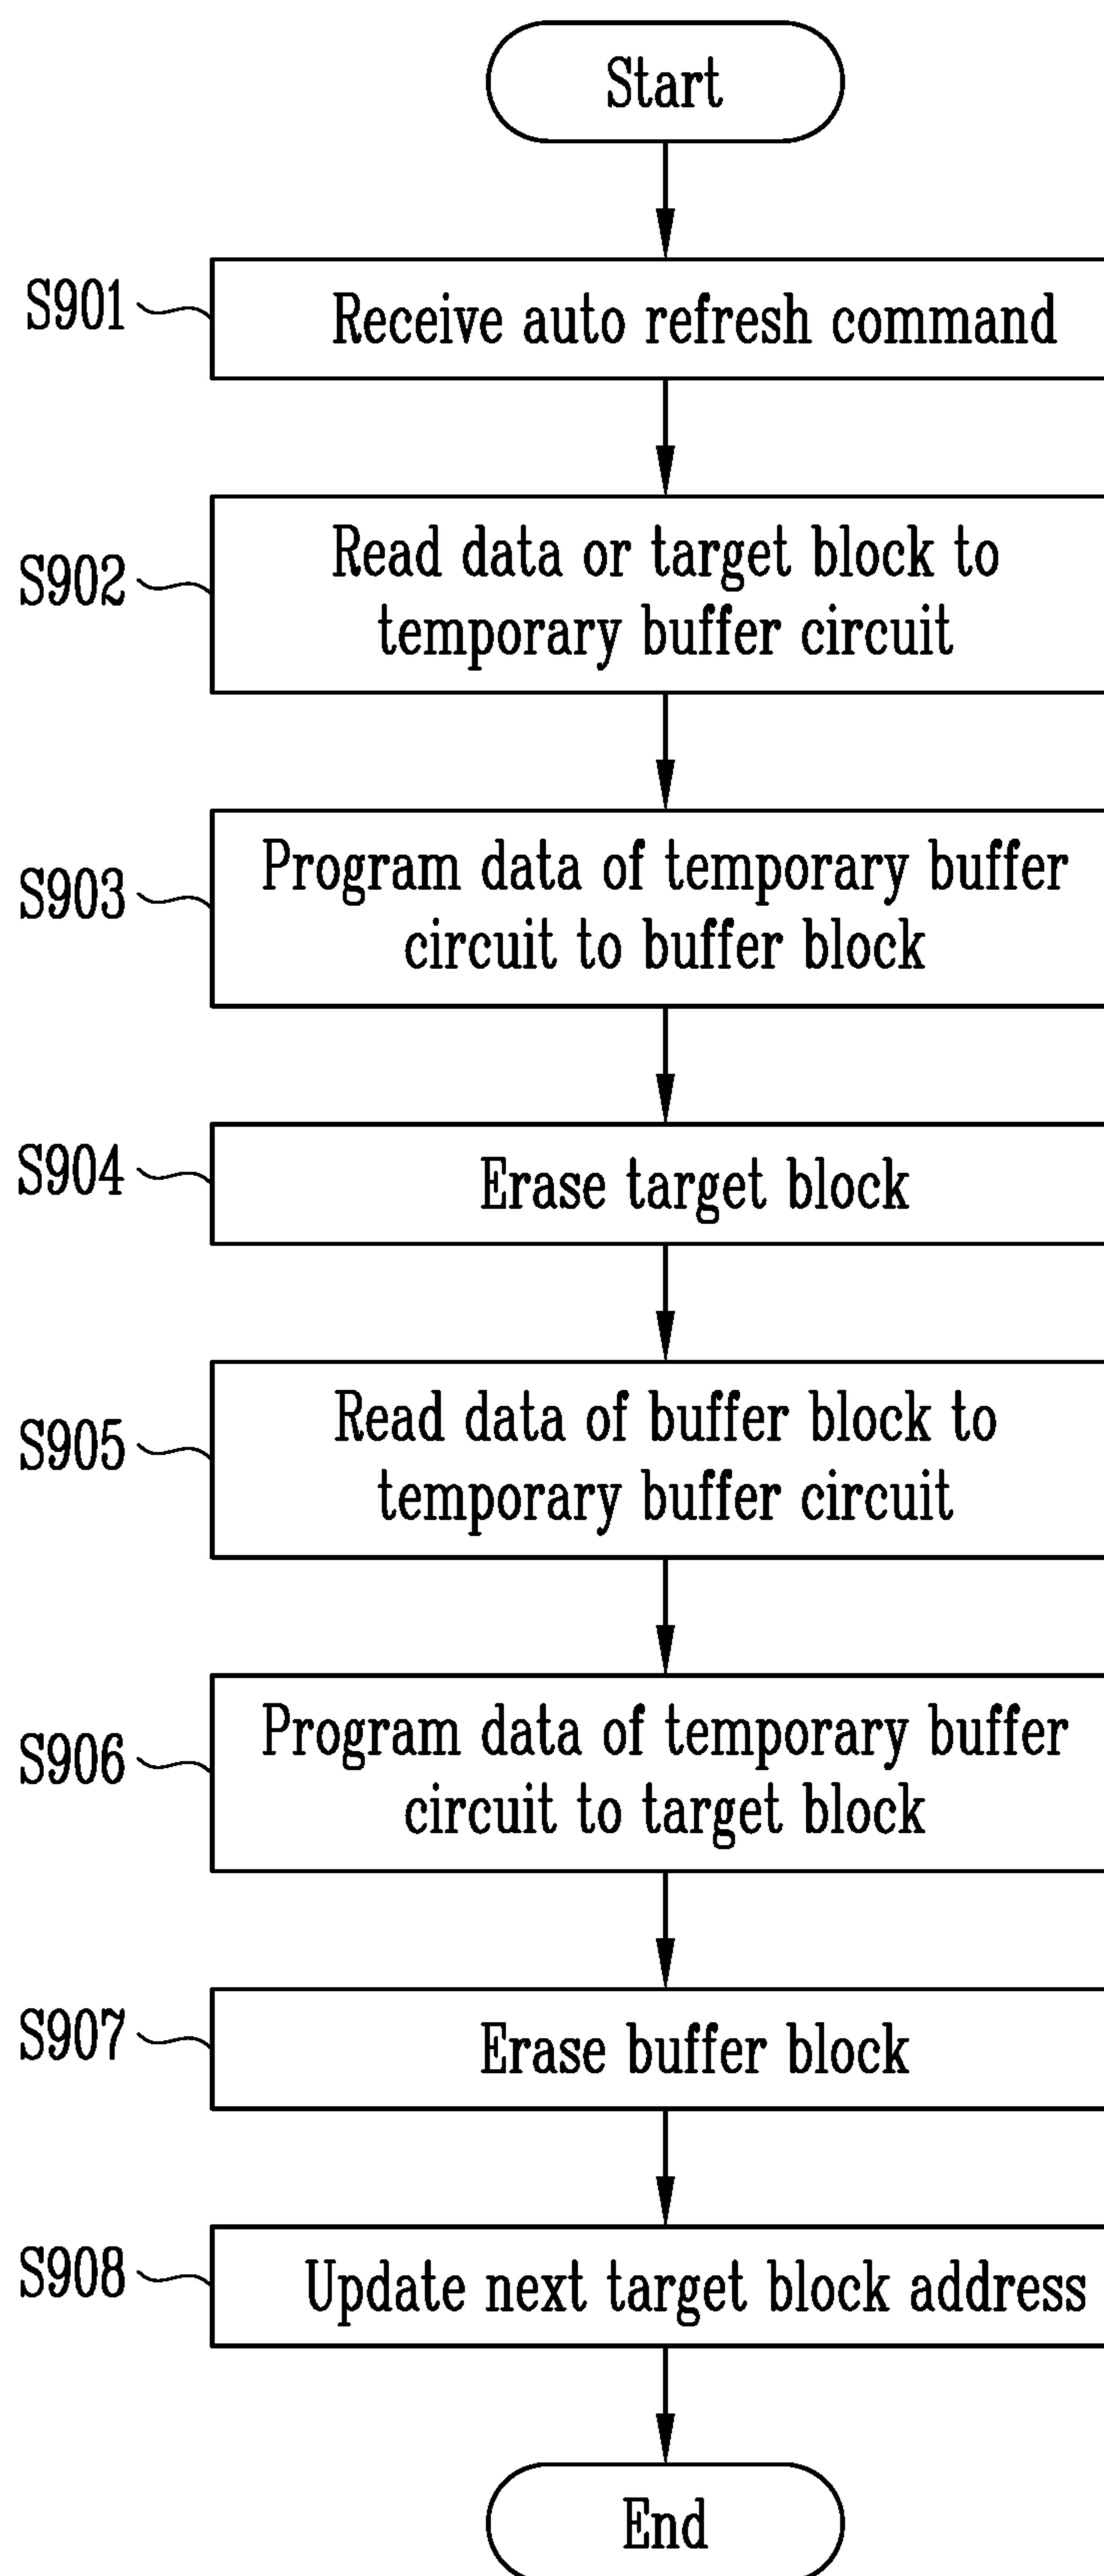 Start
S901
Receive auto refresh command
S902
Read data or target block to
temporary buffer circuit
S903
Program data of temporary buffer
circuit to buffer block
S904
Erase target block
S905
Read data of buffer block to
temporary buffer circuit
S906
Program data of temporary buffer
circuit to target block
S907
Erase buffer block
S908
Update next target block address
End